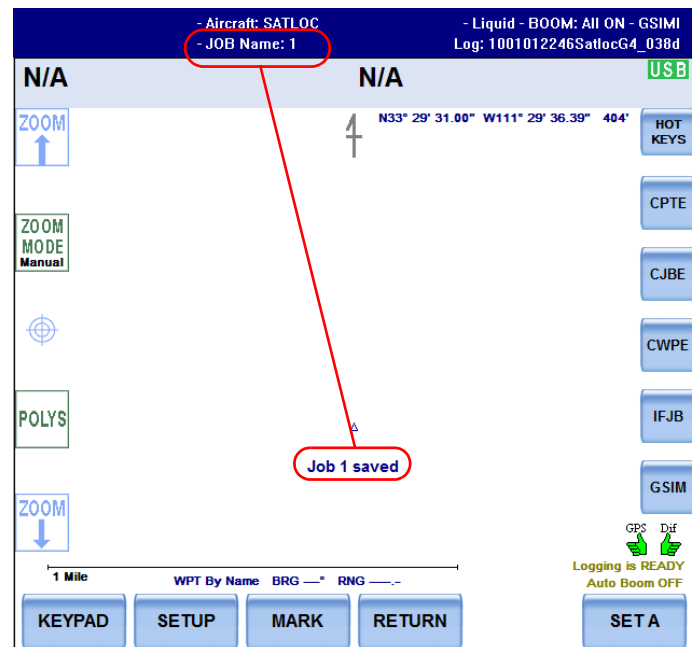 - Aircraft: SATLOC
- Liquid - BOOM: All ON - GSIMI
- JOB Name: 1
Log: 1001012246SatlocG4_038d
N/A
N/A
USB
ZOOM
N33° 29' 31.00" W111° 29' 36.39" 404'
HOT
KEYS
CPTE
ZOOM
MODE
Manual
CJBE
CWPE
POLYS
IFJB
Job 1 saved
GSIM
ZOOM
GPS Dif
Logging is READY
1 Mile
WPT By Name BRG —-° RNG —--.-
Auto Boom OFF
KEYPAD
SETUP
MARK
RETURN
SET A